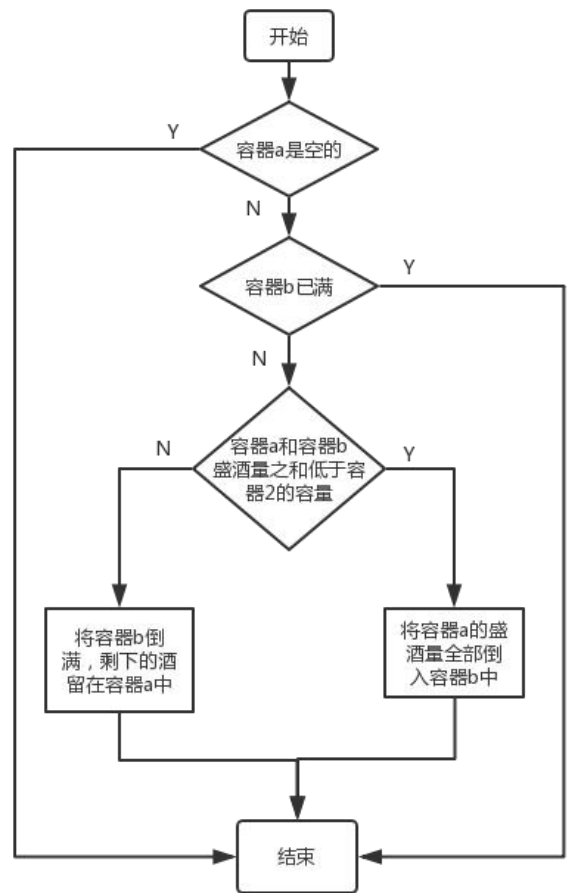 开始
Y
容器a是空的
N
Y
容器b已满
N
N
容器a和容器b
盛酒量之和低于容
器2的容量
Y
将容器b倒
满，剩下的酒
留在容器a中
将容器a的盛
酒量全部倒
入容器b中
结束